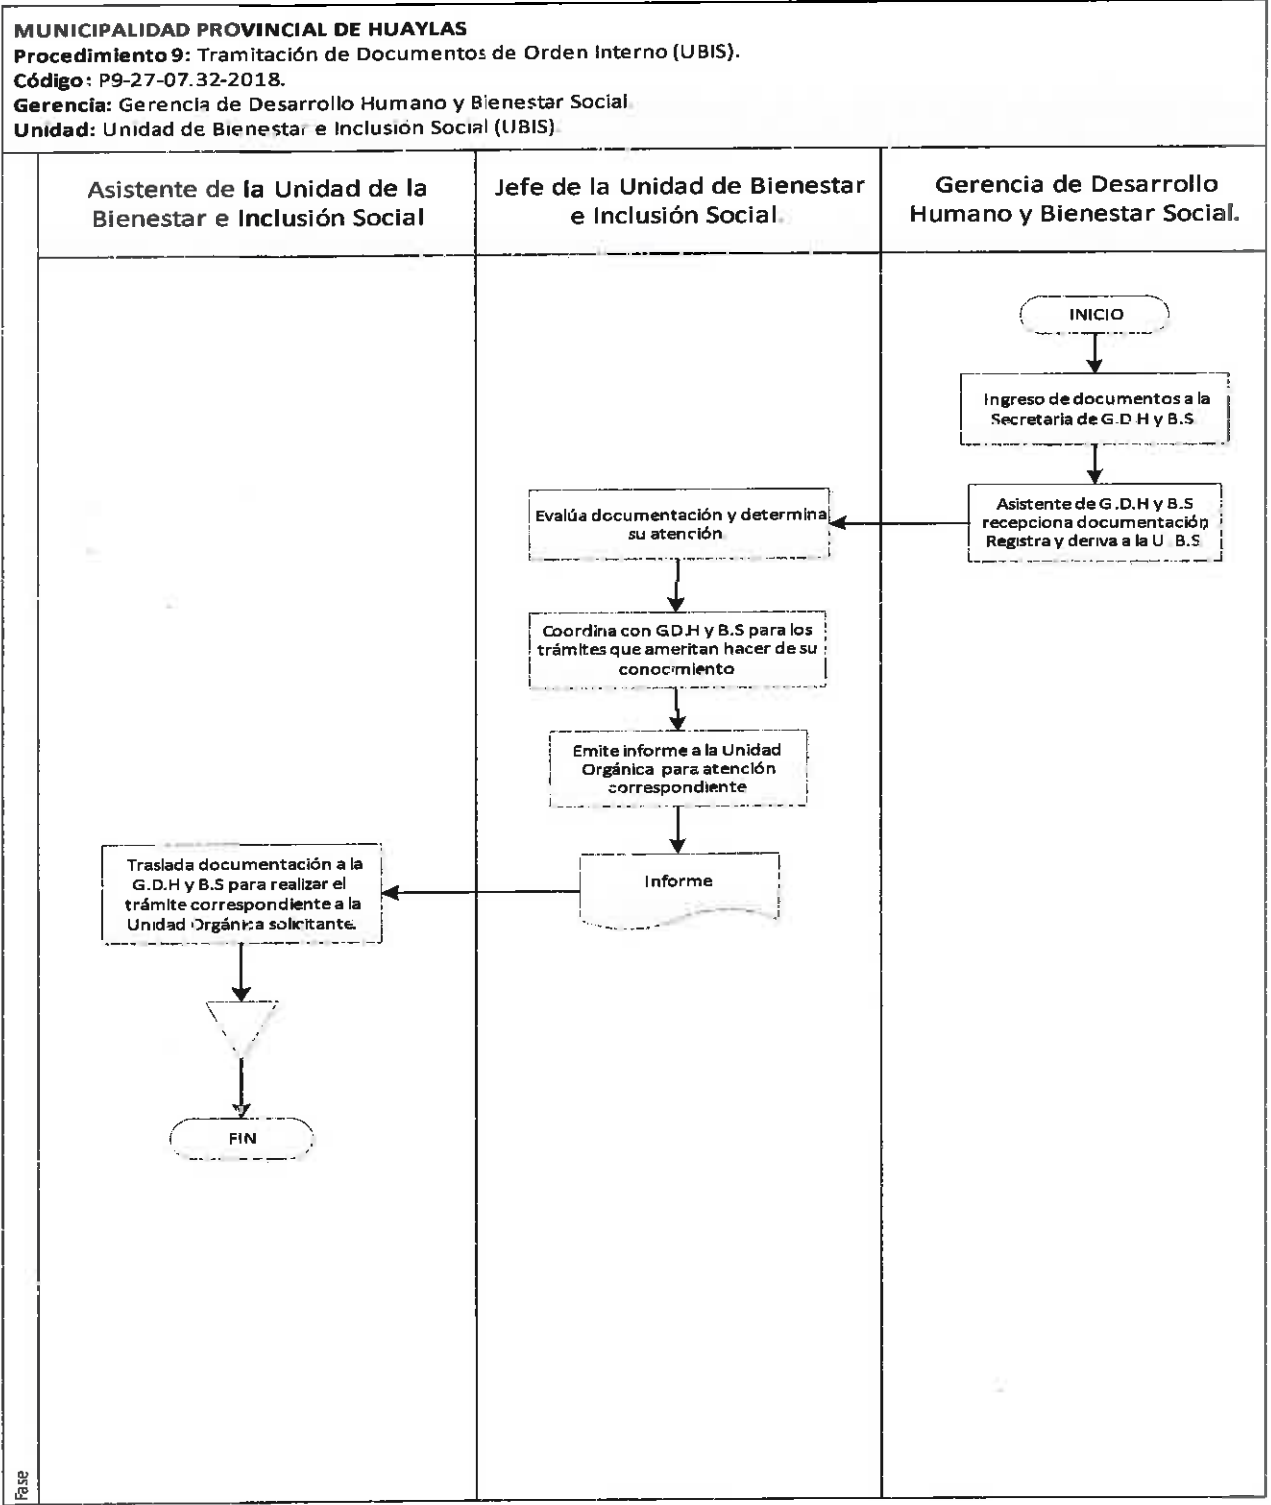 MUNICIPALIDAD PROVINCIAL DE HUAYLAS
Procedimiento 9: Tramitación de Documentos de Orden Interno (UBIS).
Código: P9-27-07.32-2018.
Gerencia: Gerencia de Desarrollo Humano y Bienestar Social
Unidad: Unidad de Bienestar e Inclusión Social (UBIS)
Asistente de la Unidad de la
Bienestar e Inclusión Social
Jefe de la Unidad de Bienestar
e Inclusión Social.
Gerencia de Desarrollo
Humano y Bienestar Social.
INICIO
Ingreso de documentos a la
Secretaria de G.D.H y B.S
Asistente de G.D.H y B.S
recepciona documentación
Registra y deriva a la U. B.S
Evalúa documentación y determina
su atención
Coordina con G.D.H y B.S para los
trámites que ameritan hacer de su
conocimiento
Emite informe a la Unidad
Orgánica para atención
correspondiente
Informe
Traslada documentación a la
G.D.H y B.S para realizar el
trámite correspondiente a la
Unidad Orgánica solicitante.
FIN
Fase